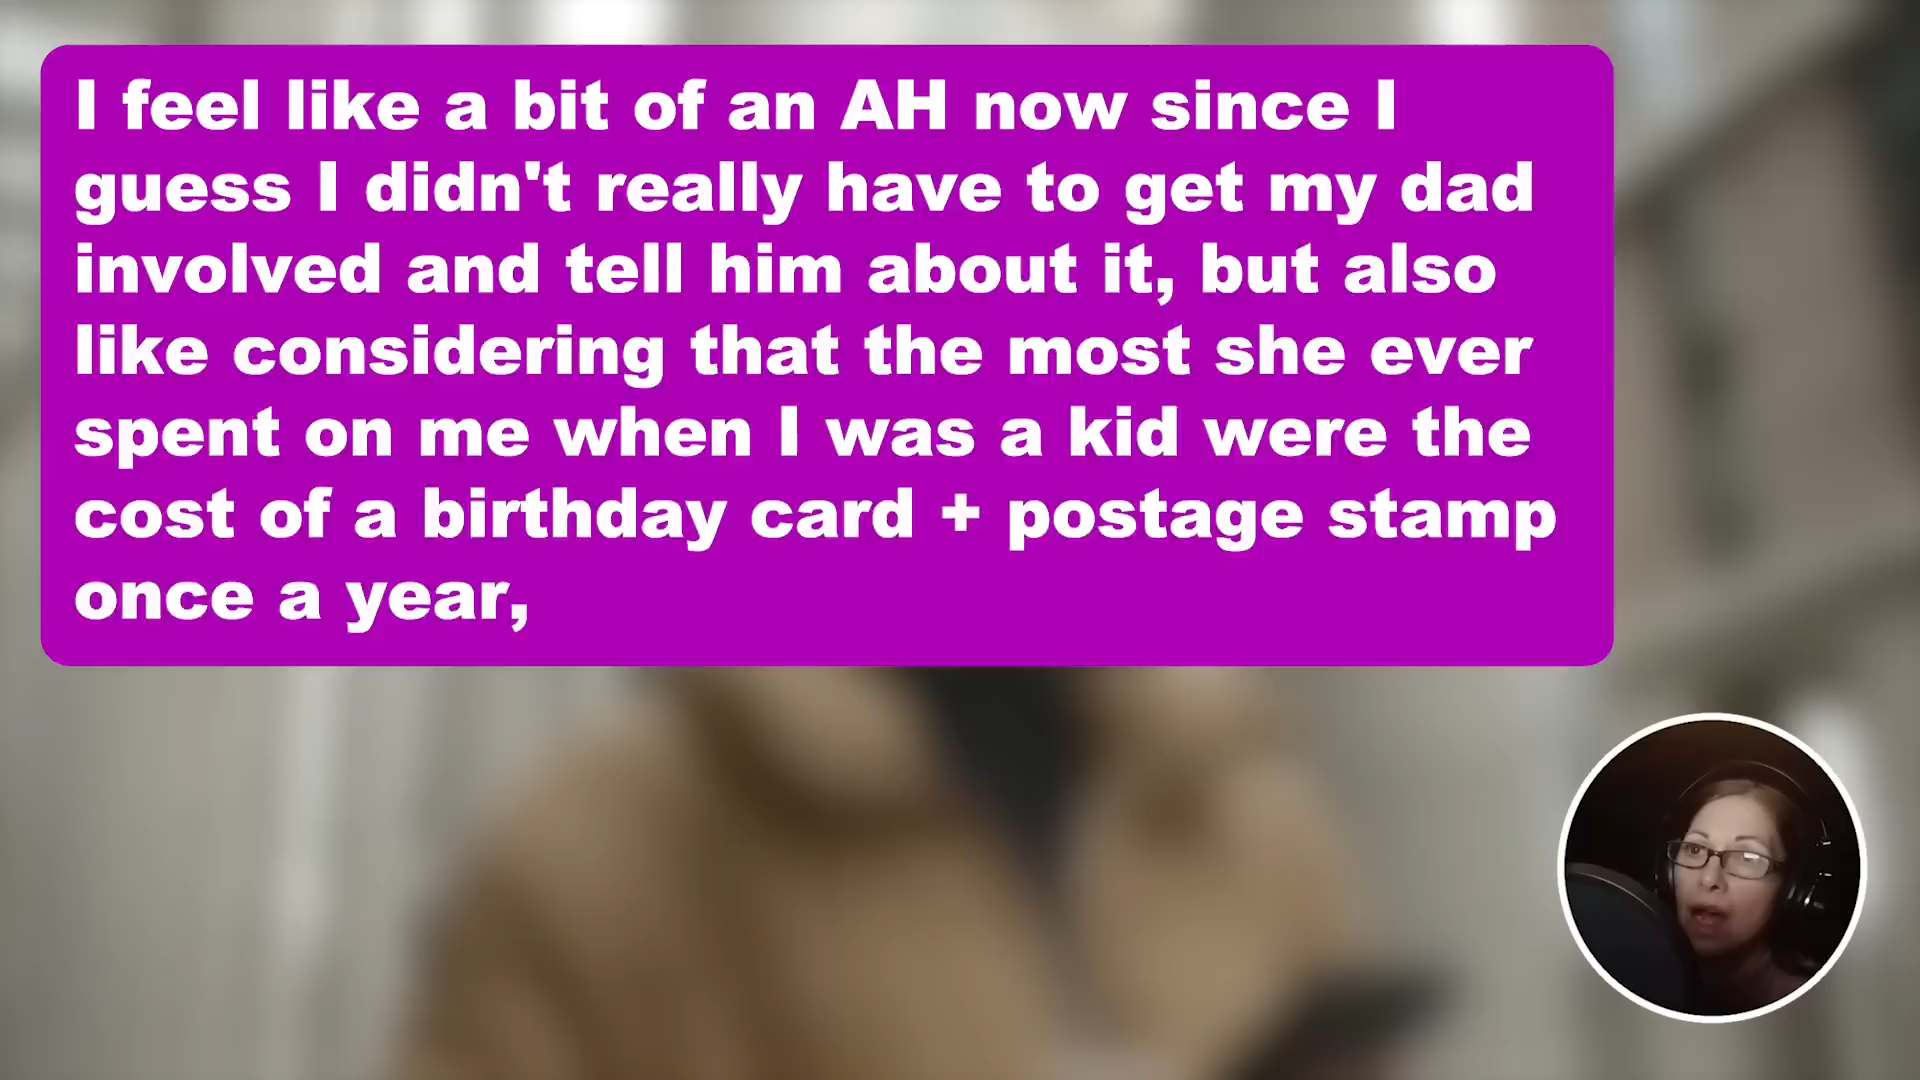 I feel like a bit of an AH now since I
guess I didn't really have to get my dad
involved and tell him about it, but also
like considering that the most she ever
spent on me when I was a kid were the
cost of a birthday card + postage stamp
once a year,